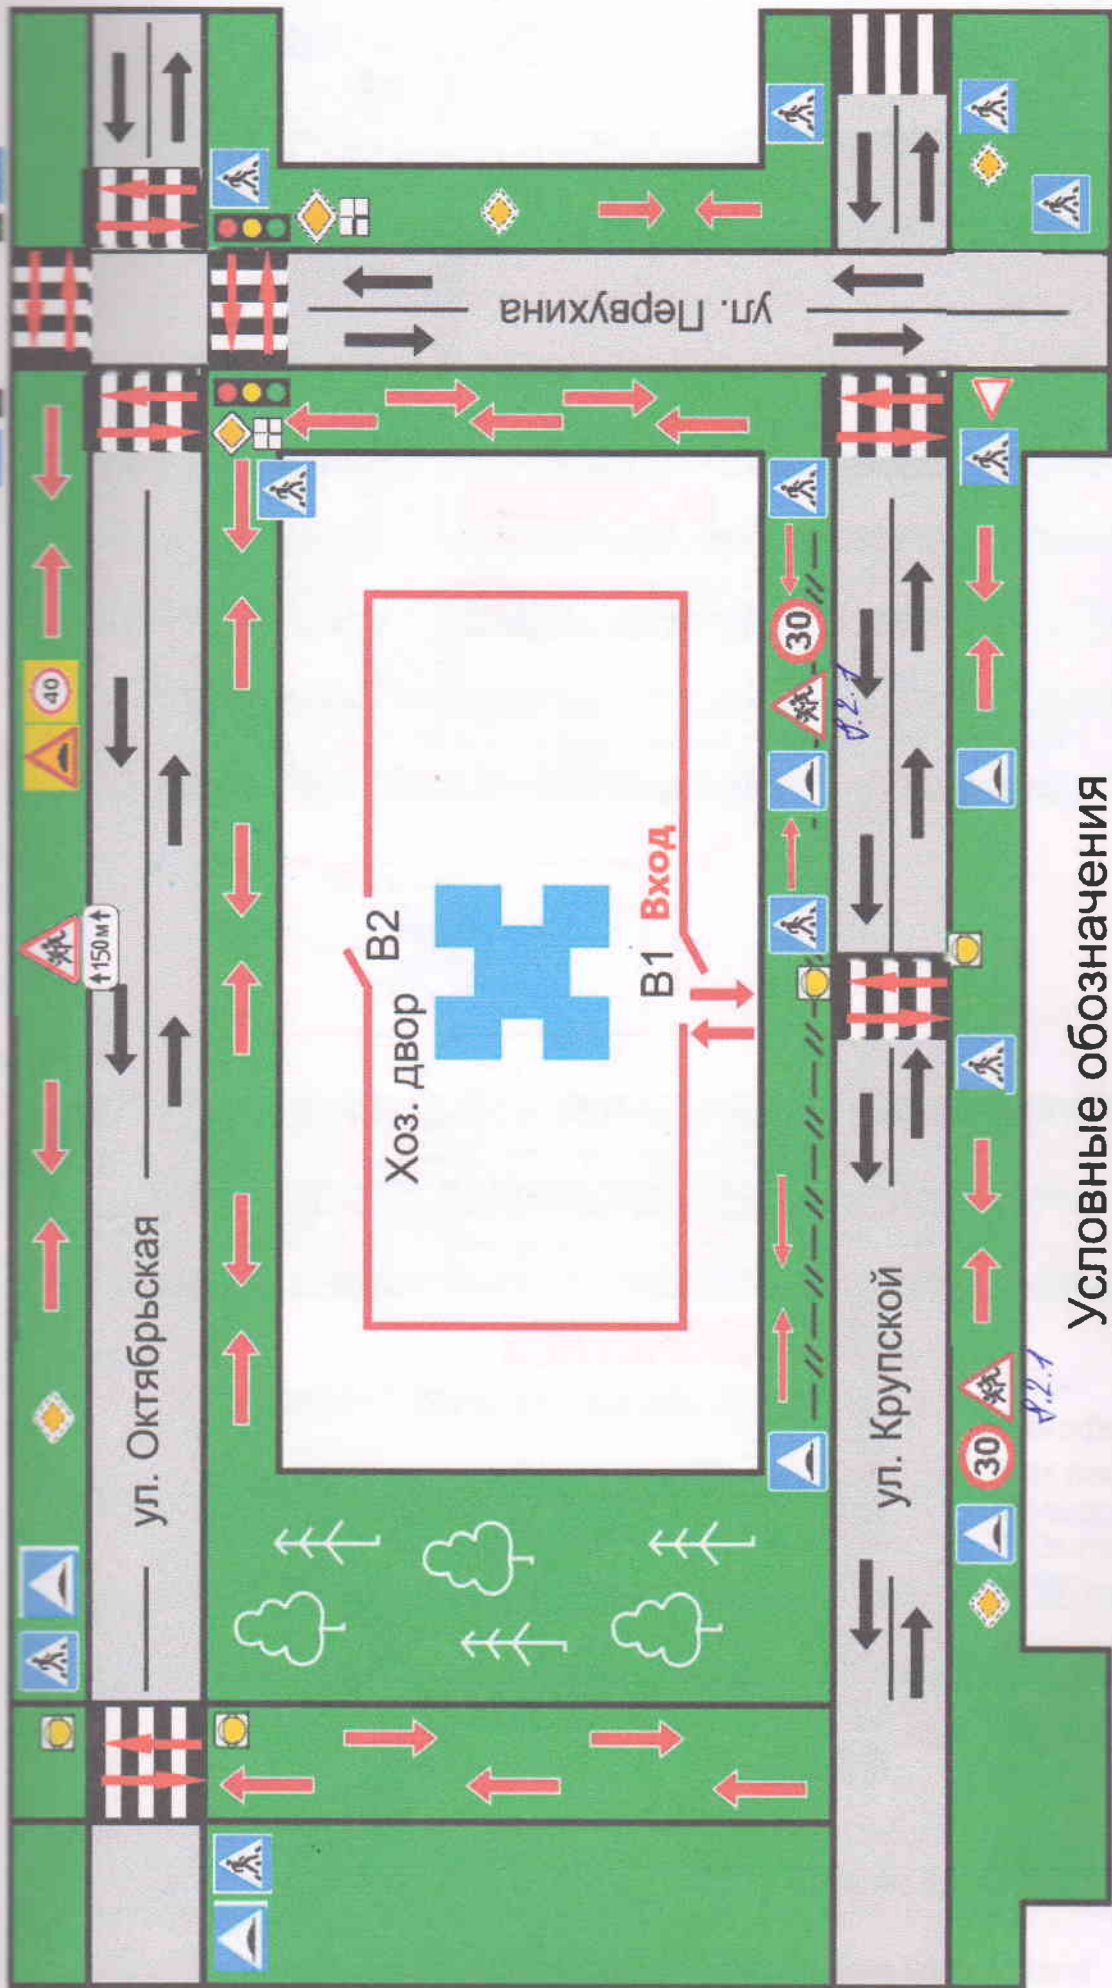 ул. Октябрьская
40
150м
ул. Первухина
Хоз. двор
В2
В1
Вход
30
8.2.1
ул. Крупской
30
8.2.1
Условные обозначения